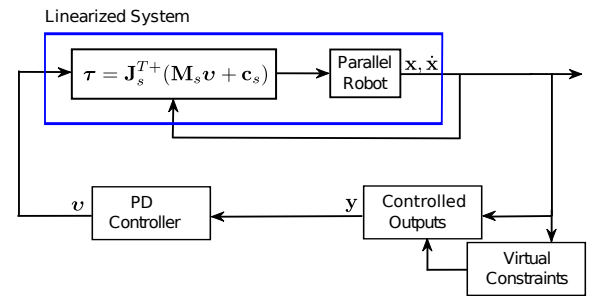 Linearized System
τ = J_s^{T+}(M_s υ + c_s)
Parallel
Robot
x, ẋ
υ
PD
Controller
y
Controlled
Outputs
Virtual
Constraints